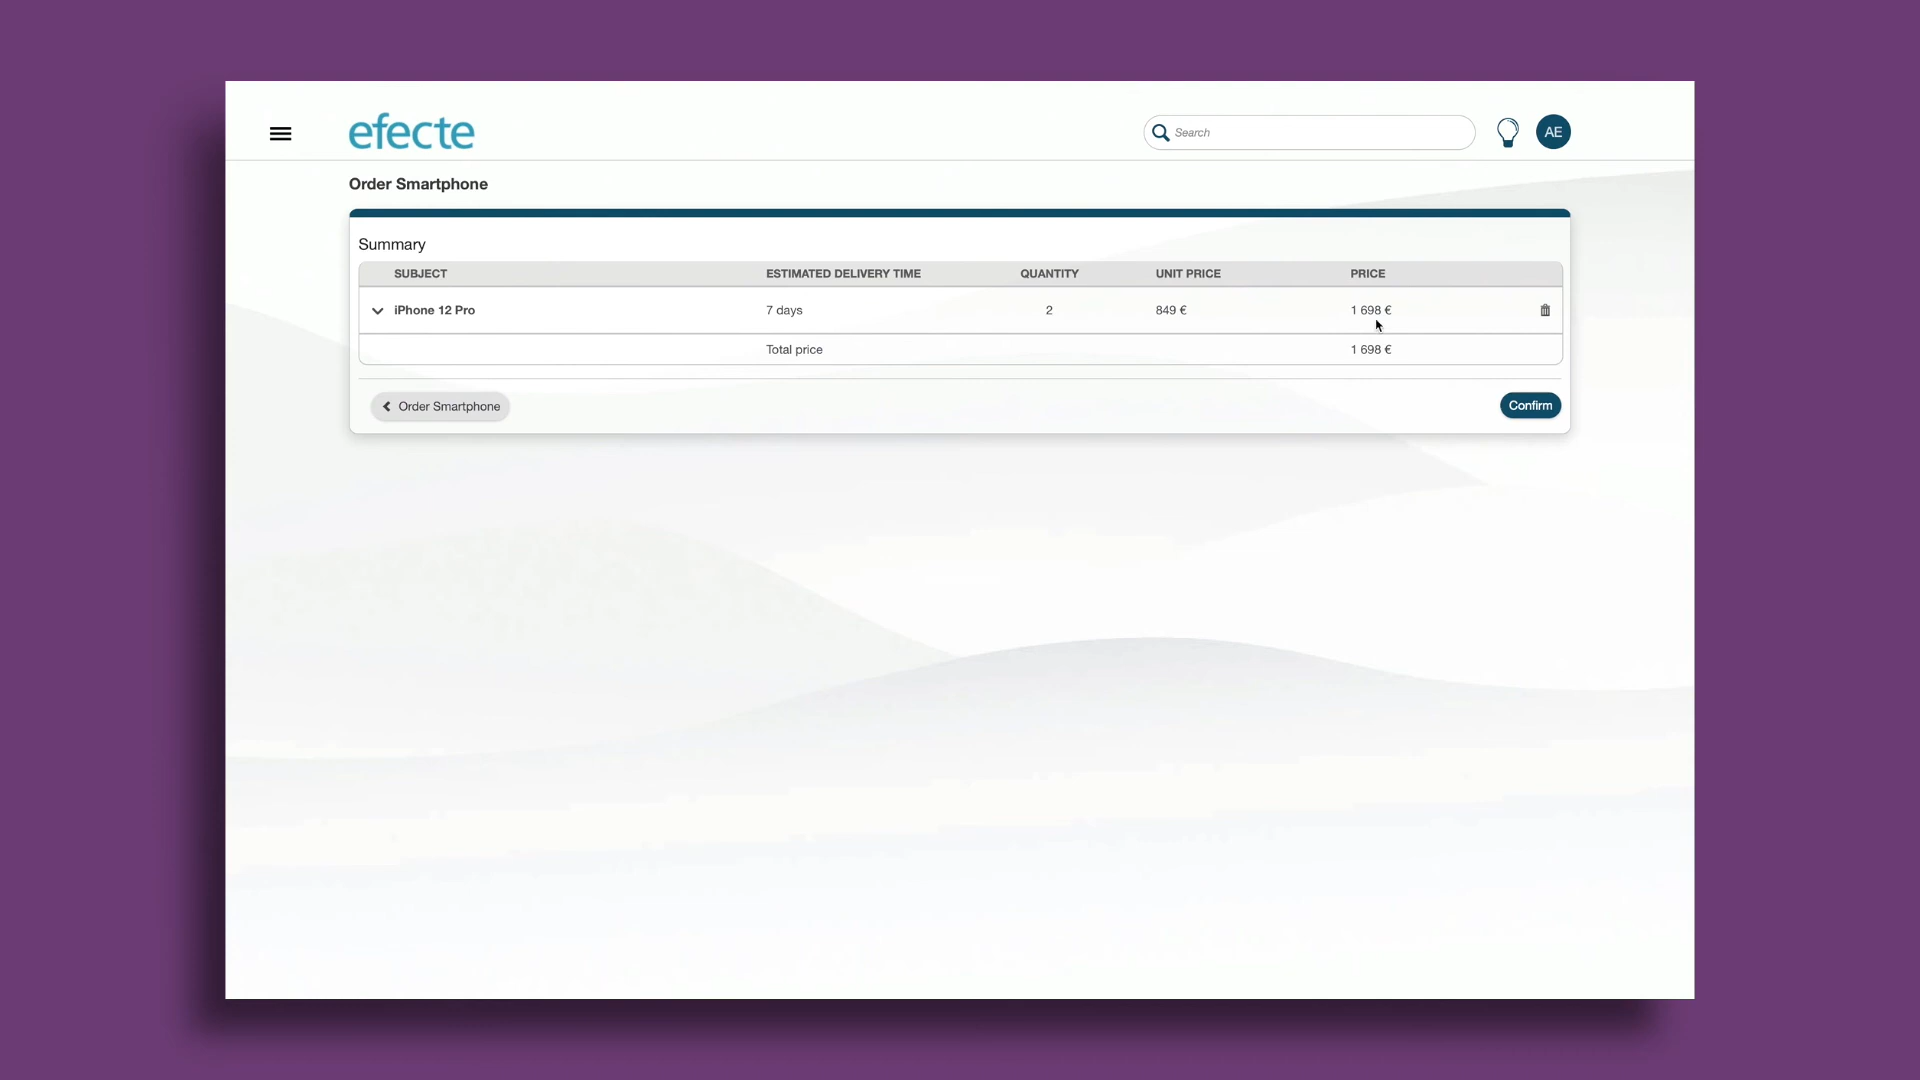 efecte
Search
AE
Order Smartphone
Summary
SUBJECT ESTIMATED DELIVERY TIME QUANTITY UNIT PRICE PRICE
iPhone 12 Pro 7 days 2 849 € 1 698 €
Total price 1 698 €
Order Smartphone
Confirm